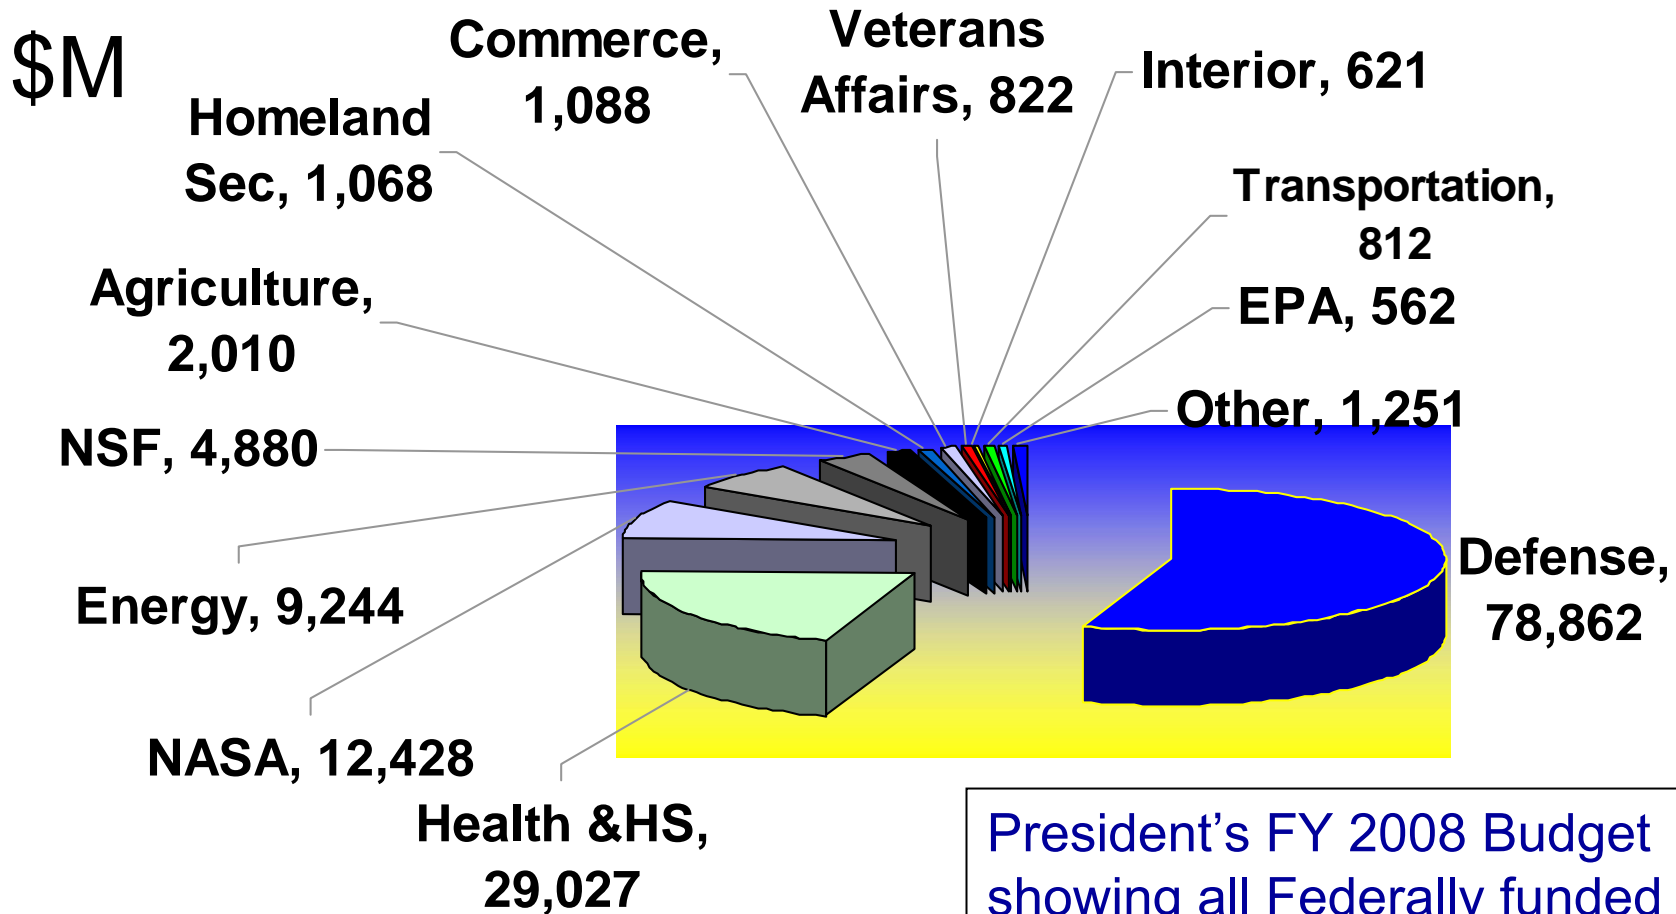 $M
Commerce,
1,088
Veterans
Affairs, 822
Interior, 621
Homeland
Sec, 1,068
Transportation,
812
Agriculture,
2,010
EPA, 562
Other, 1,251
NSF, 4,880
Defense,
78,862
Energy, 9,244
NASA, 12,428
Health &HS,
29,027
President’s FY 2008 Budget
showing all Federally funded